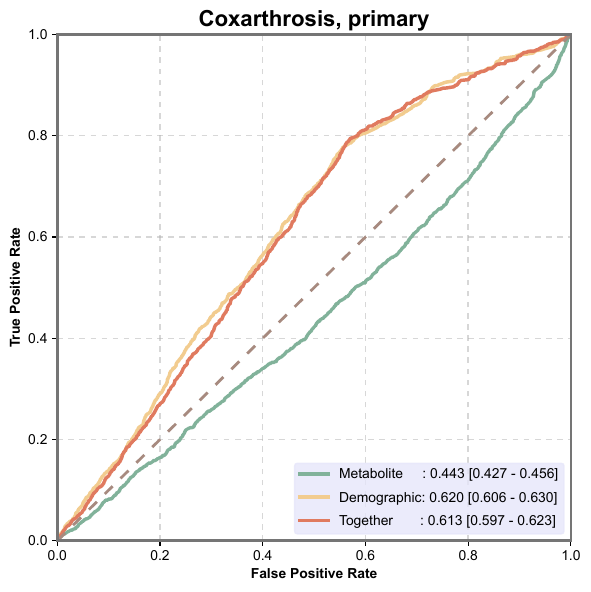 Coxarthrosis, primary
True Positive Rate
1.0
0.8
0.6
0.4
0.2
0.0
0.0 0.2 0.4 0.6 0.8 1.0
False Positive Rate
Metabolite : 0.443 [0.427 - 0.456]
Demographic: 0.620 [0.606 - 0.630]
Together : 0.613 [0.597 - 0.623]